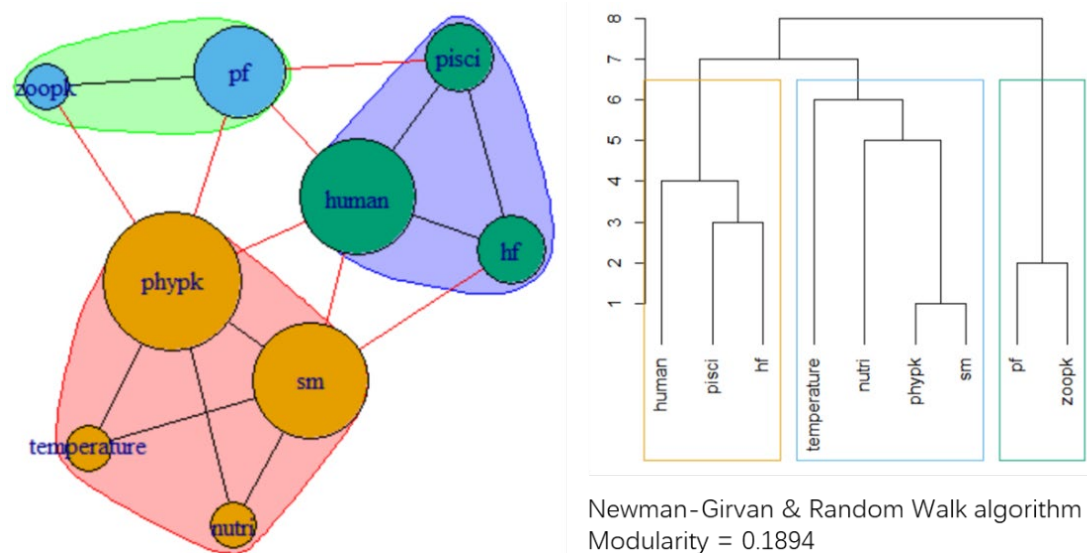 zoopk
pf
pisci
human
hf
phypk
sm
temperature
nutri
8
7
6
5
4
3
2
1
human
pisci
hf
temperature
nutri
phypk
sm
pf
zoopk
Newman-Girvan & Random Walk algorithm
Modularity = 0.1894